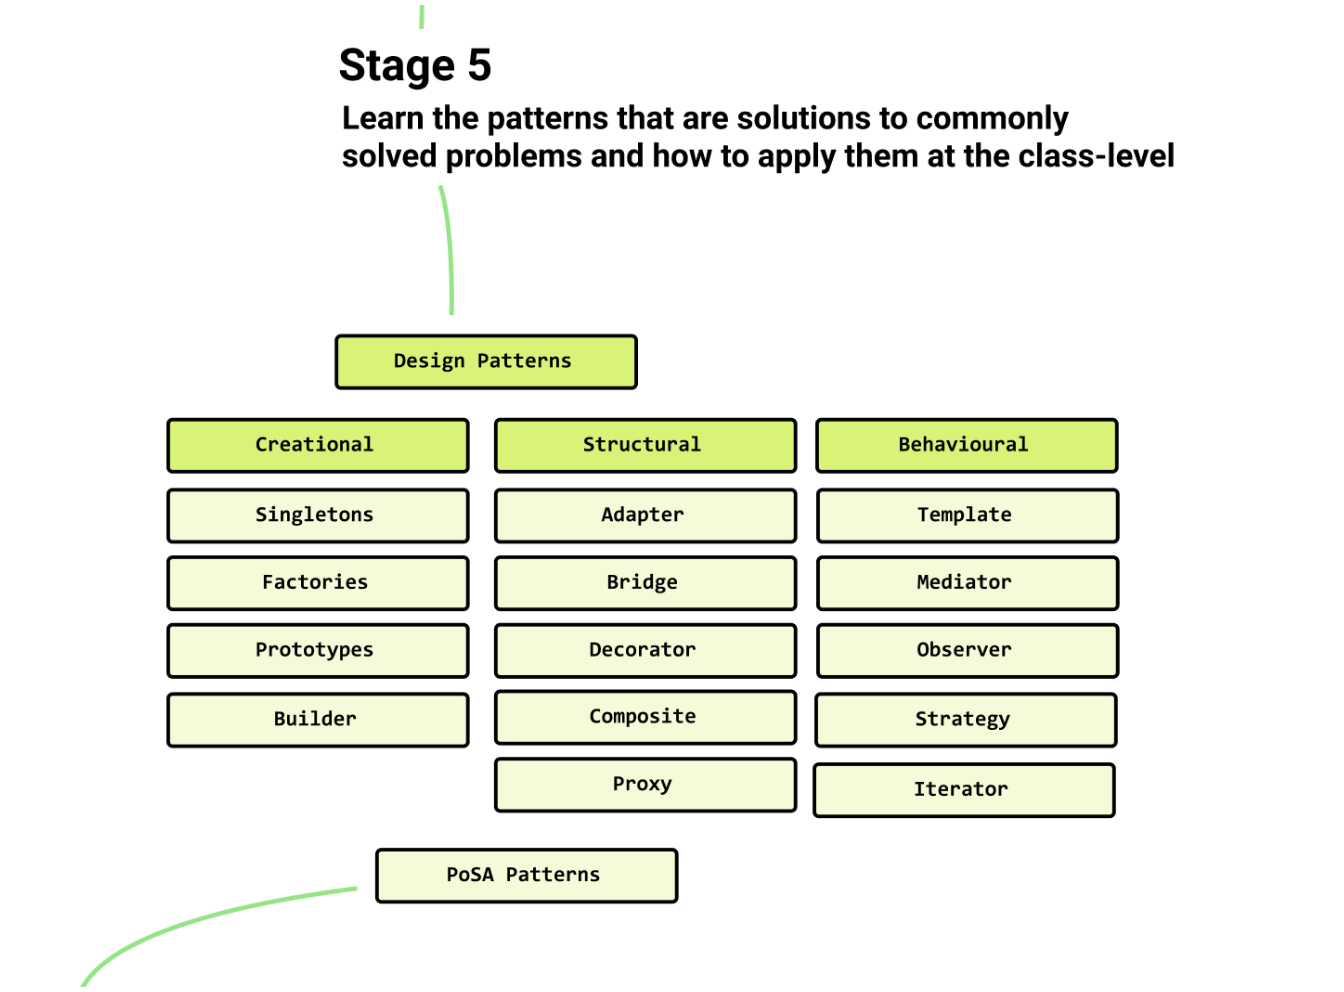 Stage 5
Learn the patterns that are solutions to commonly
solved problems and how to apply them at the class-level
Design Patterns
Creational
Structural
Behavioural
Singletons
Adapter
Template
Factories
Bridge
Mediator
Prototypes
Decorator
Observer
Builder
Composite
Strategy
Proxy
Iterator
PoSA Patterns